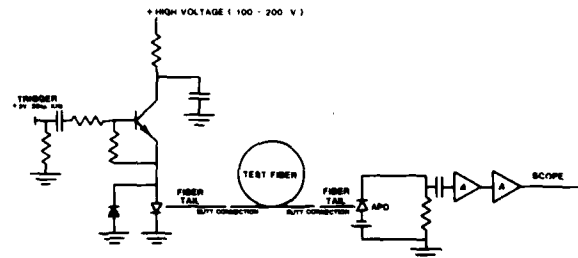 + HIGH VOLTAGE ( 100 - 200 V )
TRIGGER
TEST FIBER
FIBER
TAIL
BUTT CONNECTION
BUTT CONNECTION
FIBER
TAIL
APD
A
A
SCOPE